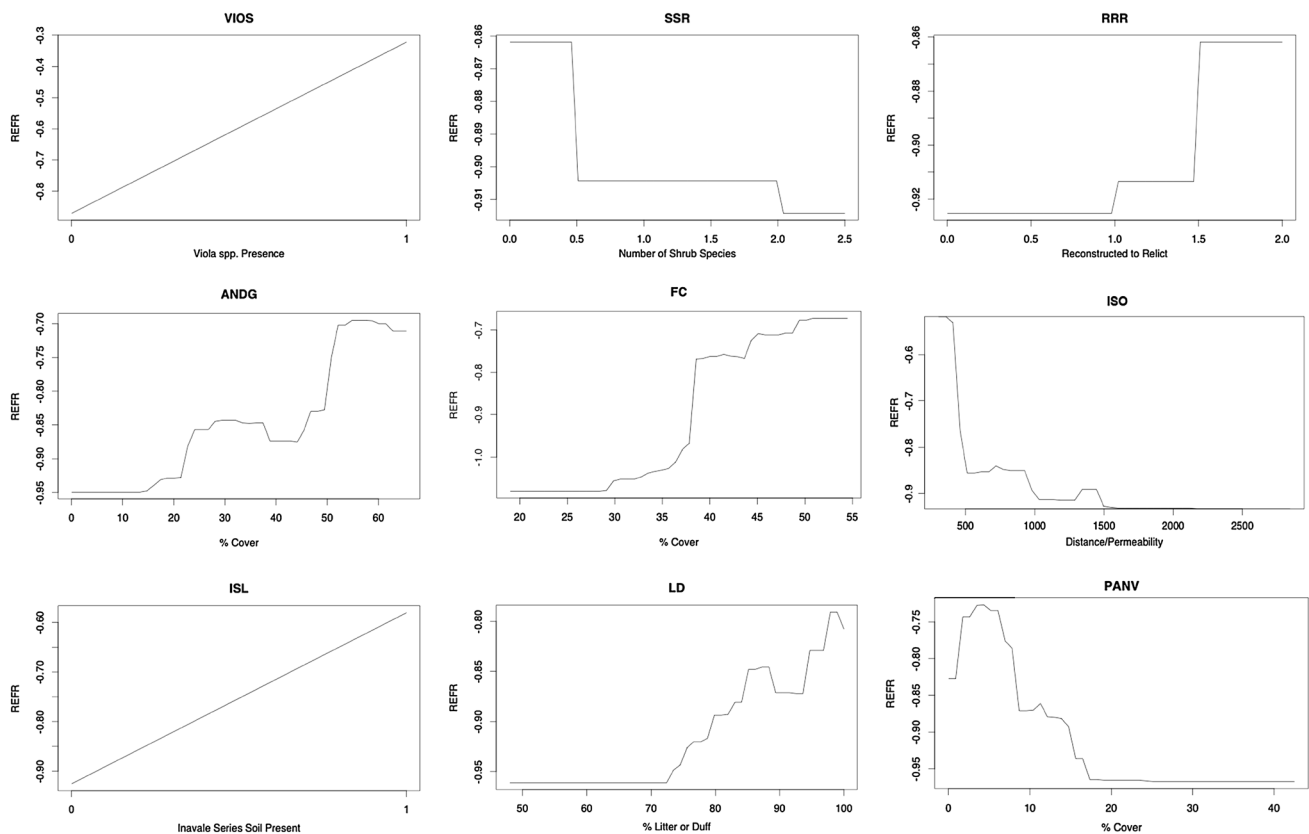 VIOS
-0.3
-0.4
-0.5
-0.6
-0.7
-0.8
REFR
0 1
Viola spp. Presence
SSR
-0.86
-0.87
-0.88
-0.89
-0.90
-0.91
REFR
0.0 0.5 1.0 1.5 2.0 2.5
Number of Shrub Species
RRR
-0.86
-0.88
-0.90
-0.92
REFR
0.0 0.5 1.0 1.5 2.0
Reconstructed to Relict
ANDG
-0.70
-0.75
-0.80
-0.85
-0.90
-0.95
REFR
0 10 20 30 40 50 60
% Cover
FC
-0.7
-0.8
-0.9
-1.0
REFR
20 25 30 35 40 45 50 55
% Cover
ISO
-0.6
-0.7
-0.8
-0.9
REFR
500 1000 1500 2000 2500
Distance/Permeability
ISL
-0.60
-0.70
-0.80
-0.90
REFR
0 1
Inavale Series Soil Present
LD
-0.80
-0.85
-0.90
-0.95
REFR
50 60 70 80 90 100
% Litter or Duff
PANV
-0.75
-0.80
-0.85
-0.90
-0.95
REFR
0 10 20 30 40
% Cover